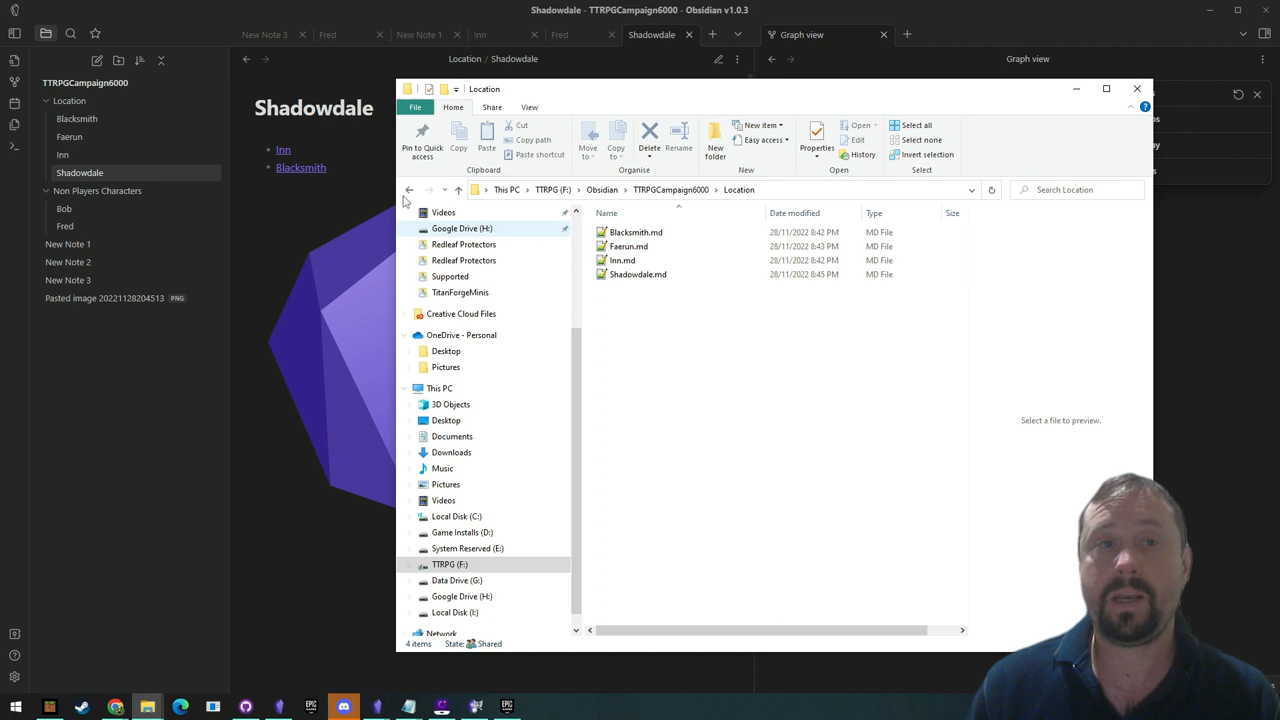 Shadowdale - TTRPGCampaign6000 - Obsidian v1.0.3
New Note 3
Fred
New Note 1
Inn
Fred
Shadowdale
Graph view
Location / Shadowdale
Graph view
TTRPGCampaign6000
Location
Blacksmith
Faerun
Inn
Shadowdale
Non Players Characters
Bob
Fred
New Note 1
New Note 2
New Note 3
Pasted image 20221128204513 PNG
Shadowdale
Inn
Blacksmith
Location
File Home Share View
Pin to Quick access
Copy
Paste
Cut
Copy path
Paste shortcut
Clipboard
Move to
Copy to
Delete
Rename
Organise
New folder
New item
Easy access
New
Properties
Open
Edit
History
Open
Select all
Select none
Invert selection
Select
This PC > TTRPG (F:) > Obsidian > TTRPGCampaign6000 > Location
Search Location
Videos
Google Drive (H:)
Redleaf Protectors
Redleaf Protectors
Supported
TitanForgeMinis
Creative Cloud Files
OneDrive - Personal
Desktop
Pictures
This PC
3D Objects
Desktop
Documents
Downloads
Music
Pictures
Videos
Local Disk (C:)
Game Installs (D:)
System Reserved (E:)
TTRPG (F:)
Data Drive (G:)
Google Drive (H:)
Local Disk (I:)
Network
Name Date modified Type Size
Blacksmith.md 28/11/2022 8:42 PM MD File
Faerun.md 28/11/2022 8:43 PM MD File
Inn.md 28/11/2022 8:42 PM MD File
Shadowdale.md 28/11/2022 8:45 PM MD File
Select a file to preview.
4 items State: Shared